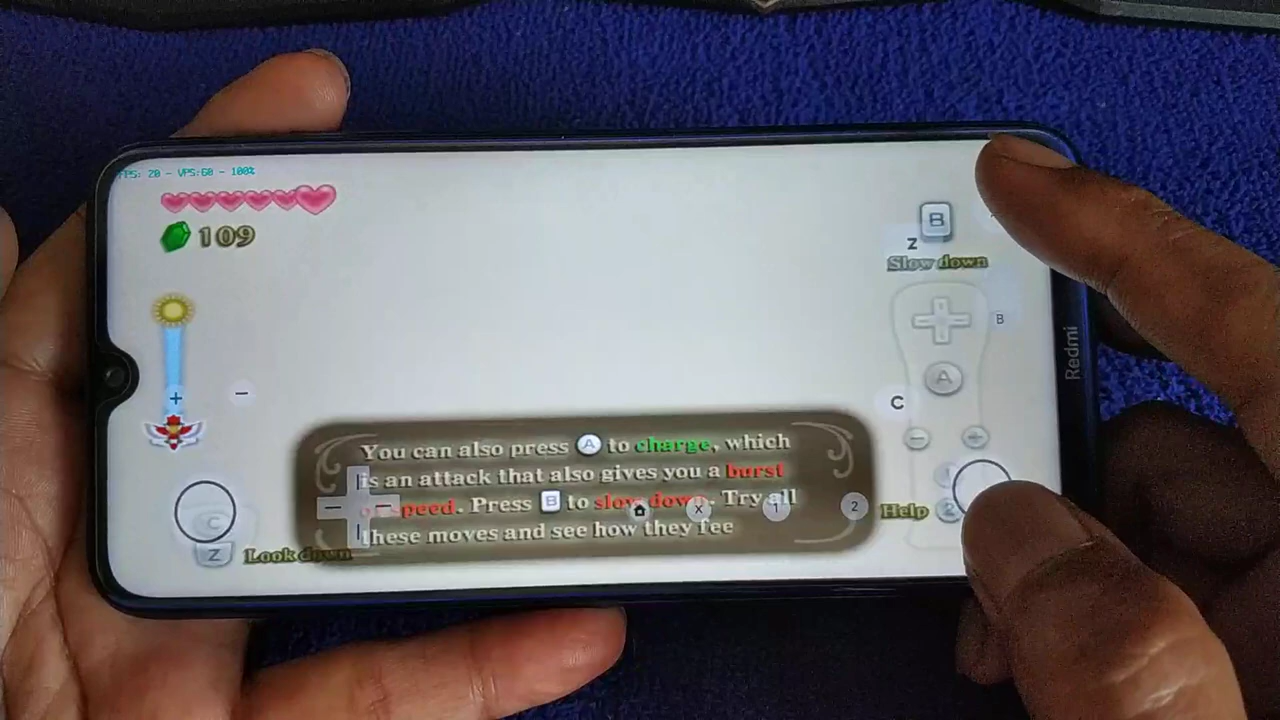 FPS: 20 - VPS:60 - 100%
109
B
Z
Slow down
B
A
C
+
-
You can also press A to charge, which
is an attack that also gives you a burst
speed. Press B to slow down. Try all
these moves and see how they fee
X
1
2
Help
2
C
Z
Look down
Redmi